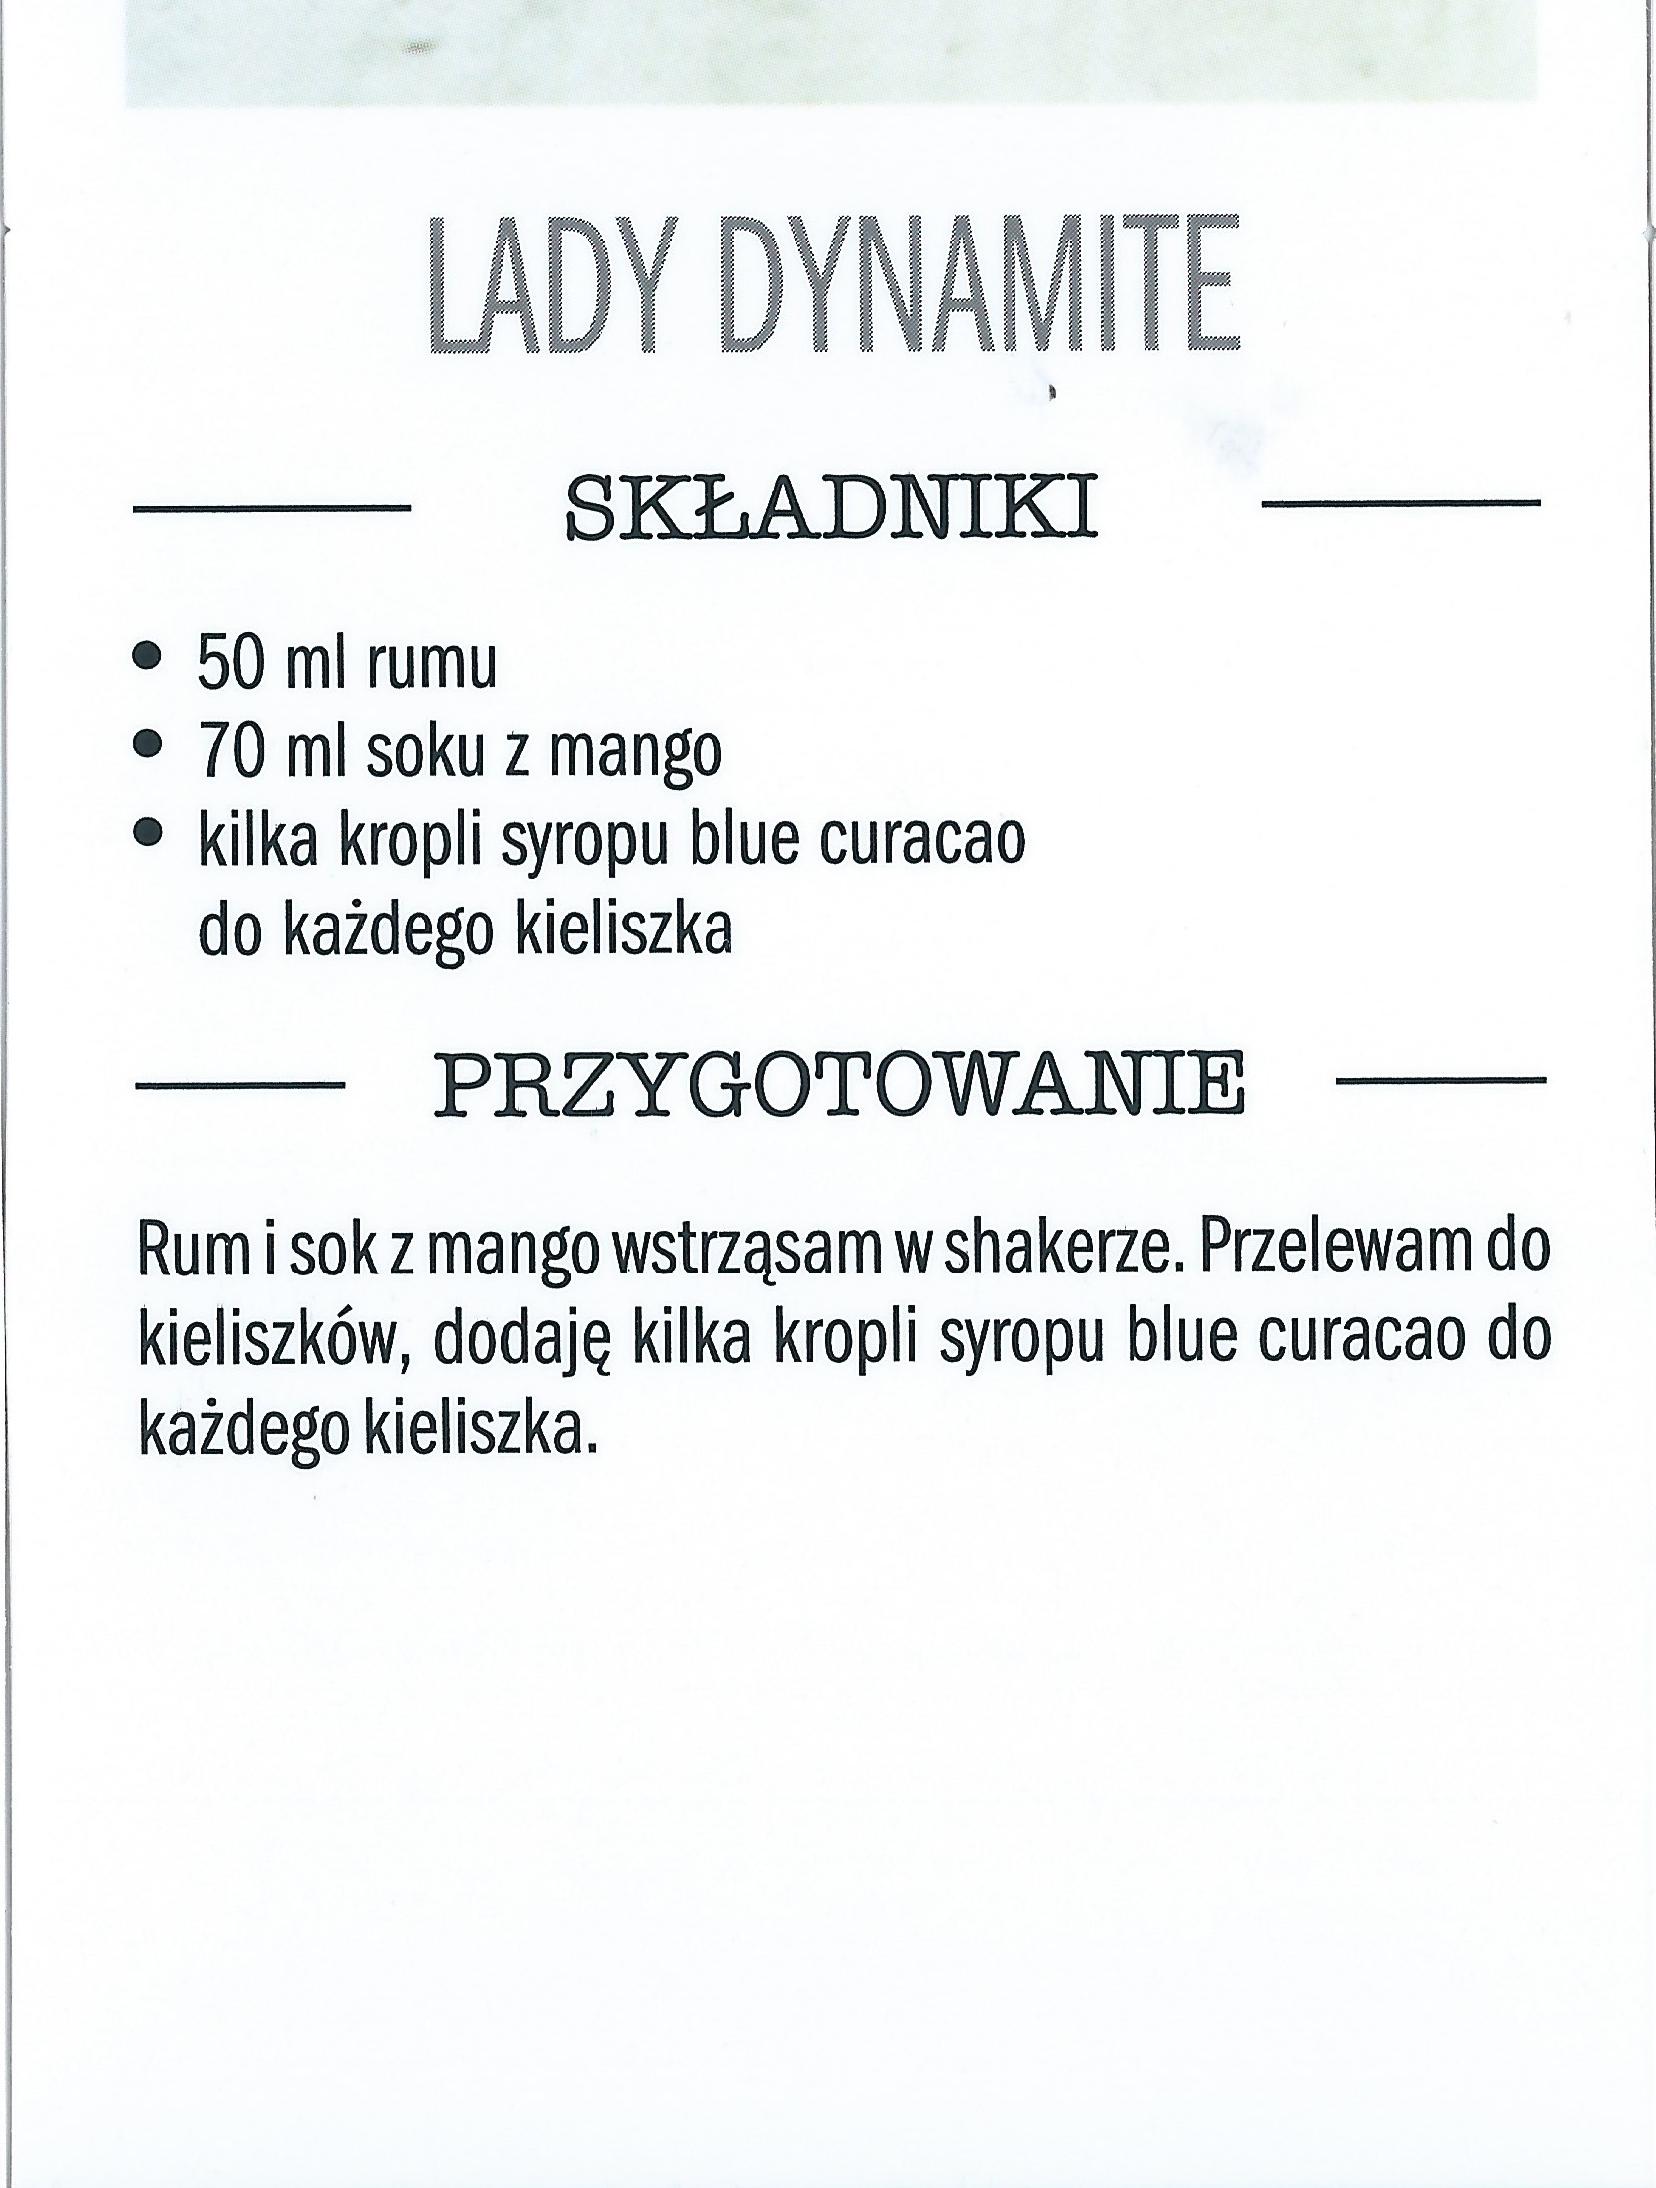 LADY DYNAMITE
SKŁADNIKI
• 50 ml rumu
• 70 ml soku z mango
• kilka kropli syropu blue curacao
do każdego kieliszka
PRZYGOTOWANIE
Rum i sok z mango wstrząsam w shakerze. Przelewam do
kieliszków, dodaję kilka kropli syropu blue curacao do
każdego kieliszka.